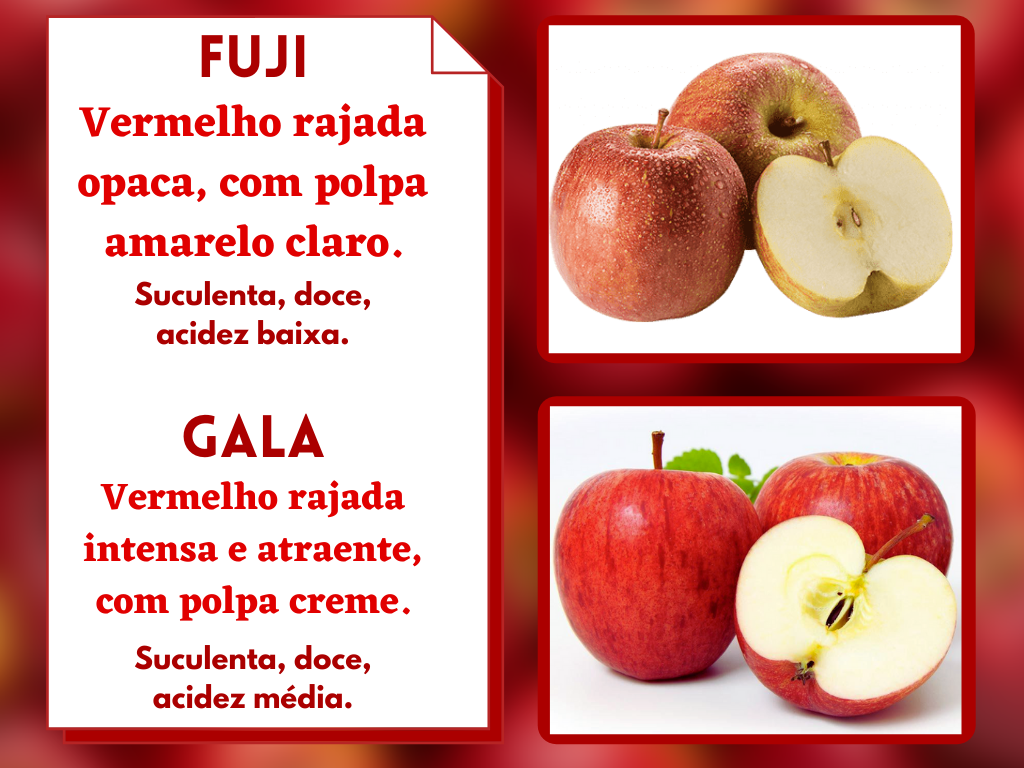 FUJI
Vermelho rajada
opaca, com polpa
amarelo claro.
Suculenta, doce,
acidez baixa.
GALA
Vermelho rajada
intensa e atraente,
com polpa creme.
Suculenta, doce,
acidez média.